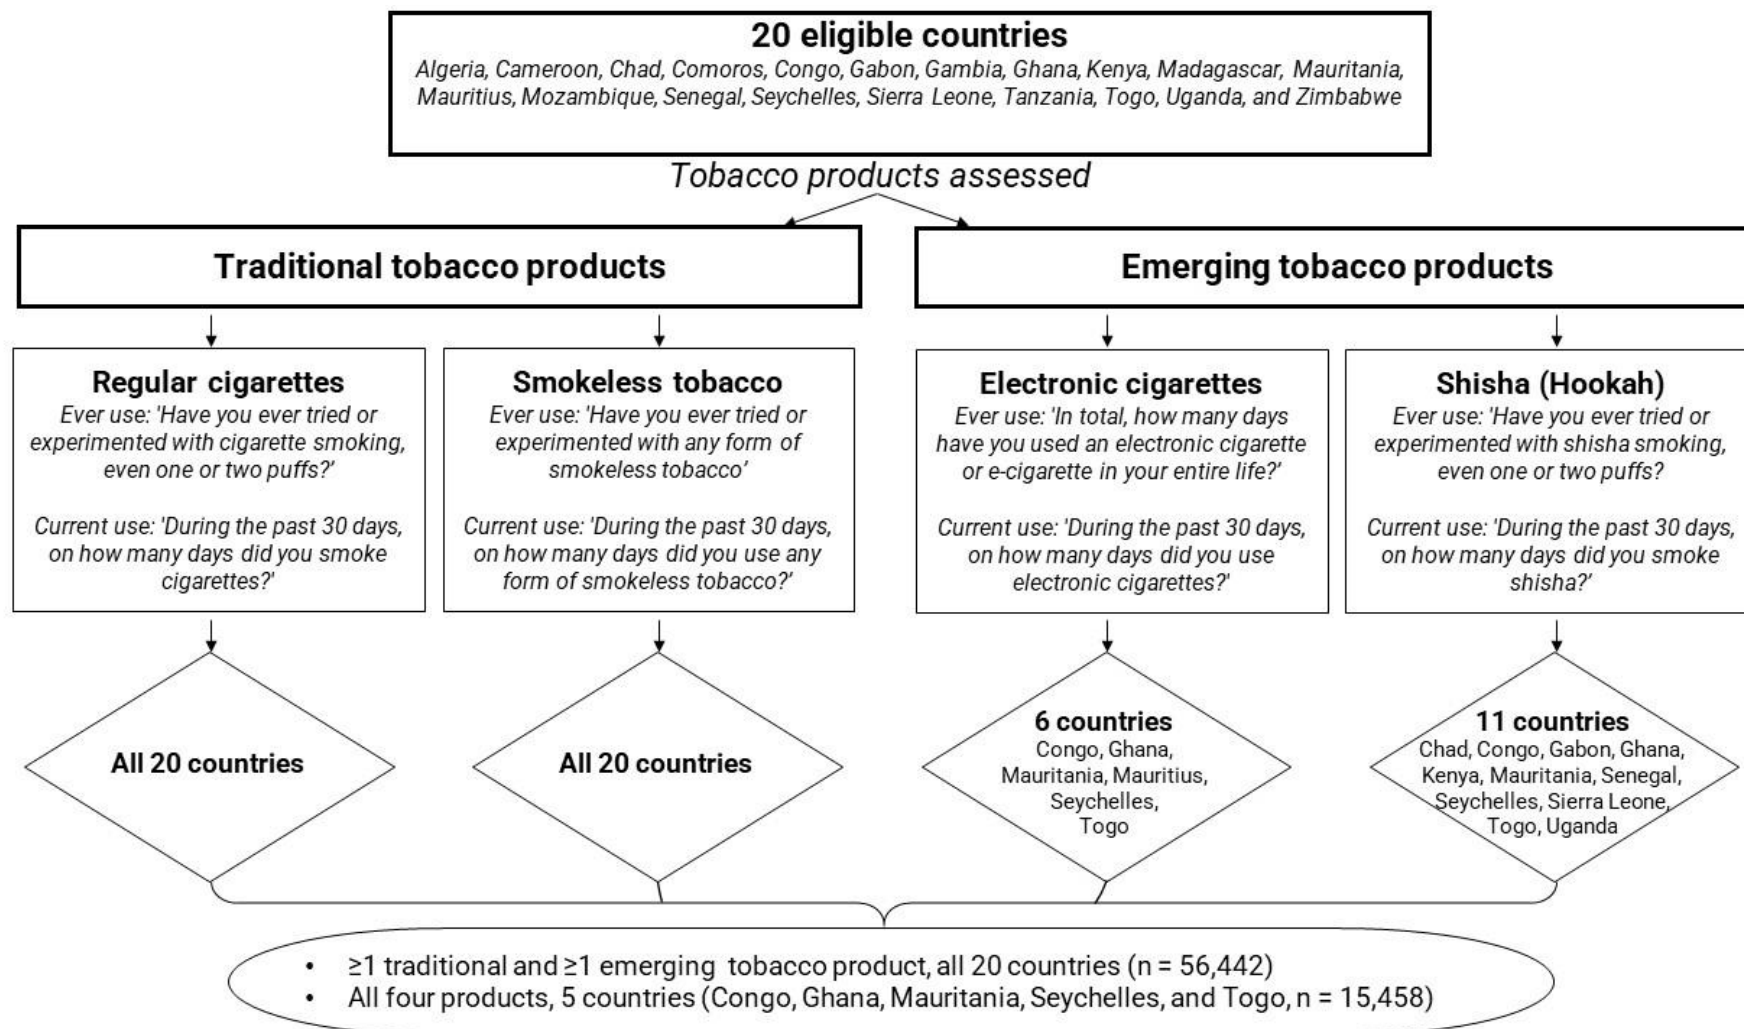 20 eligible countries
Algeria, Cameroon, Chad, Comoros, Congo, Gabon, Gambia, Ghana, Kenya, Madagascar, Mauritania,
Mauritius, Mozambique, Senegal, Seychelles, Sierra Leone, Tanzania, Togo, Uganda, and Zimbabwe
Tobacco products assessed
Traditional tobacco products
Emerging tobacco products
Regular cigarettes
Ever use: 'Have you ever tried or
experimented with cigarette smoking,
even one or two puffs?’
Current use: 'During the past 30 days,
on how many days did you smoke
cigarettes?'
Smokeless tobacco
Ever use: 'Have you ever tried or
experimented with any form of
smokeless tobacco’
Current use: 'During the past 30 days,
on how many days did you use any
form of smokeless tobacco?’
Electronic cigarettes
Ever use: 'In total, how many days
have you used an electronic cigarette
or e-cigarette in your entire life?’
Current use: 'During the past 30 days,
on how many days did you use
electronic cigarettes?'
Shisha (Hookah)
Ever use: 'Have you ever tried or
experimented with shisha smoking,
even one or two puffs?
Current use: 'During the past 30 days,
on how many days did you smoke
shisha?’
All 20 countries
All 20 countries
6 countries
Congo, Ghana,
Mauritania, Mauritius,
Seychelles,
Togo
11 countries
Chad, Congo, Gabon, Ghana,
Kenya, Mauritania, Senegal,
Seychelles, Sierra Leone,
Togo, Uganda
• ≥1 traditional and ≥1 emerging tobacco product, all 20 countries (n = 56,442)
• All four products, 5 countries (Congo, Ghana, Mauritania, Seychelles, and Togo, n = 15,458)